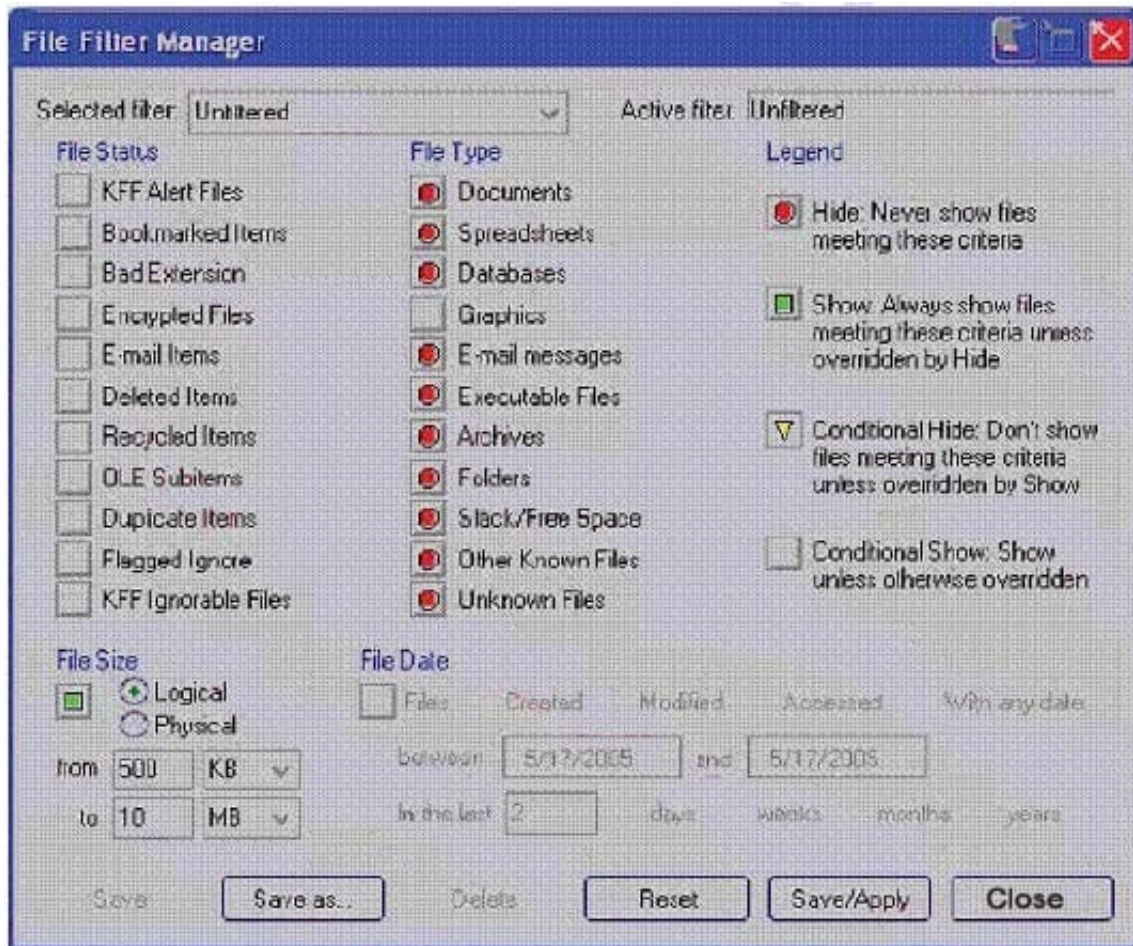 File Filter Manager
Selected filter Unfiltered
Active filter Unfiltered
File Status
KFF Alert Files
Bookmarked Items
Bad Extension
Encrypted Files
E-mail Items
Deleted Items
Recycled Items
OLE Subitems
Duplicate Items
Flagged Ignore
KFF Ignorable Files
File Type
Documents
Spreadsheets
Databases
Graphics
E-mail messages
Executable Files
Archives
Folders
Slack/Free Space
Other Known Files
Unknown Files
Legend
Hide: Never show files
meeting these criteria
Show: Always show files
meeting these criteria unless
overridden by Hide
Conditional Hide: Don't show
files meeting these criteria
unless overridden by Show
Conditional Show: Show
unless otherwise overridden
File Size
Logical
Physical
from 500 KB
to 10 MB
File Date
Files Created Modified Accessed With any date
between 5/17/2005 and 5/17/2005
In the last 2 days weeks months years
Save Save as... Delete Reset Save/Apply Close